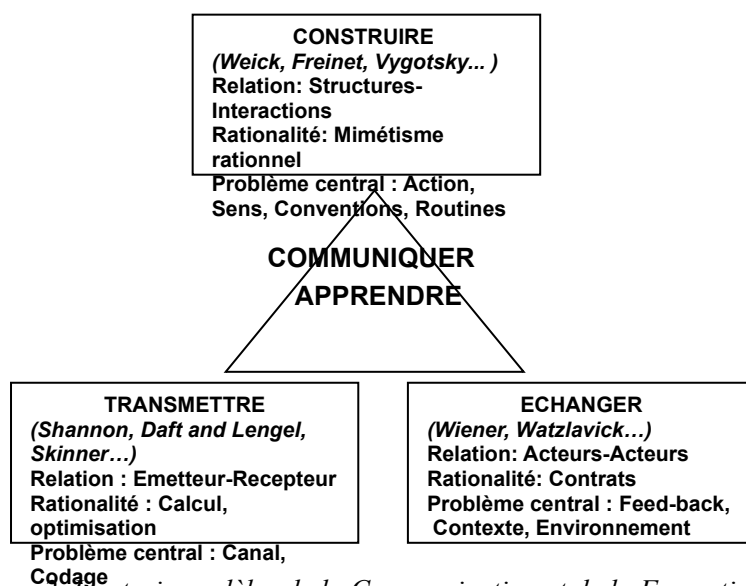 CONSTRUIRE
(Weick, Freinet, Vygotsky... )
Relation: Structures-
Interactions
Rationalité: Mimétisme
rationnel
Problème central : Action,
Sens, Conventions, Routines
COMMUNIQUER
APPRENDRE
TRANSMETTRE
(Shannon, Daft and Lengel,
Skinner…)
Relation : Emetteur-Recepteur
Rationalité : Calcul,
optimisation
Problème central : Canal,
Codage
ECHANGER
(Wiener, Watzlavick…)
Relation: Acteurs-Acteurs
Rationalité: Contrats
Problème central : Feed-back,
Contexte, Environnement